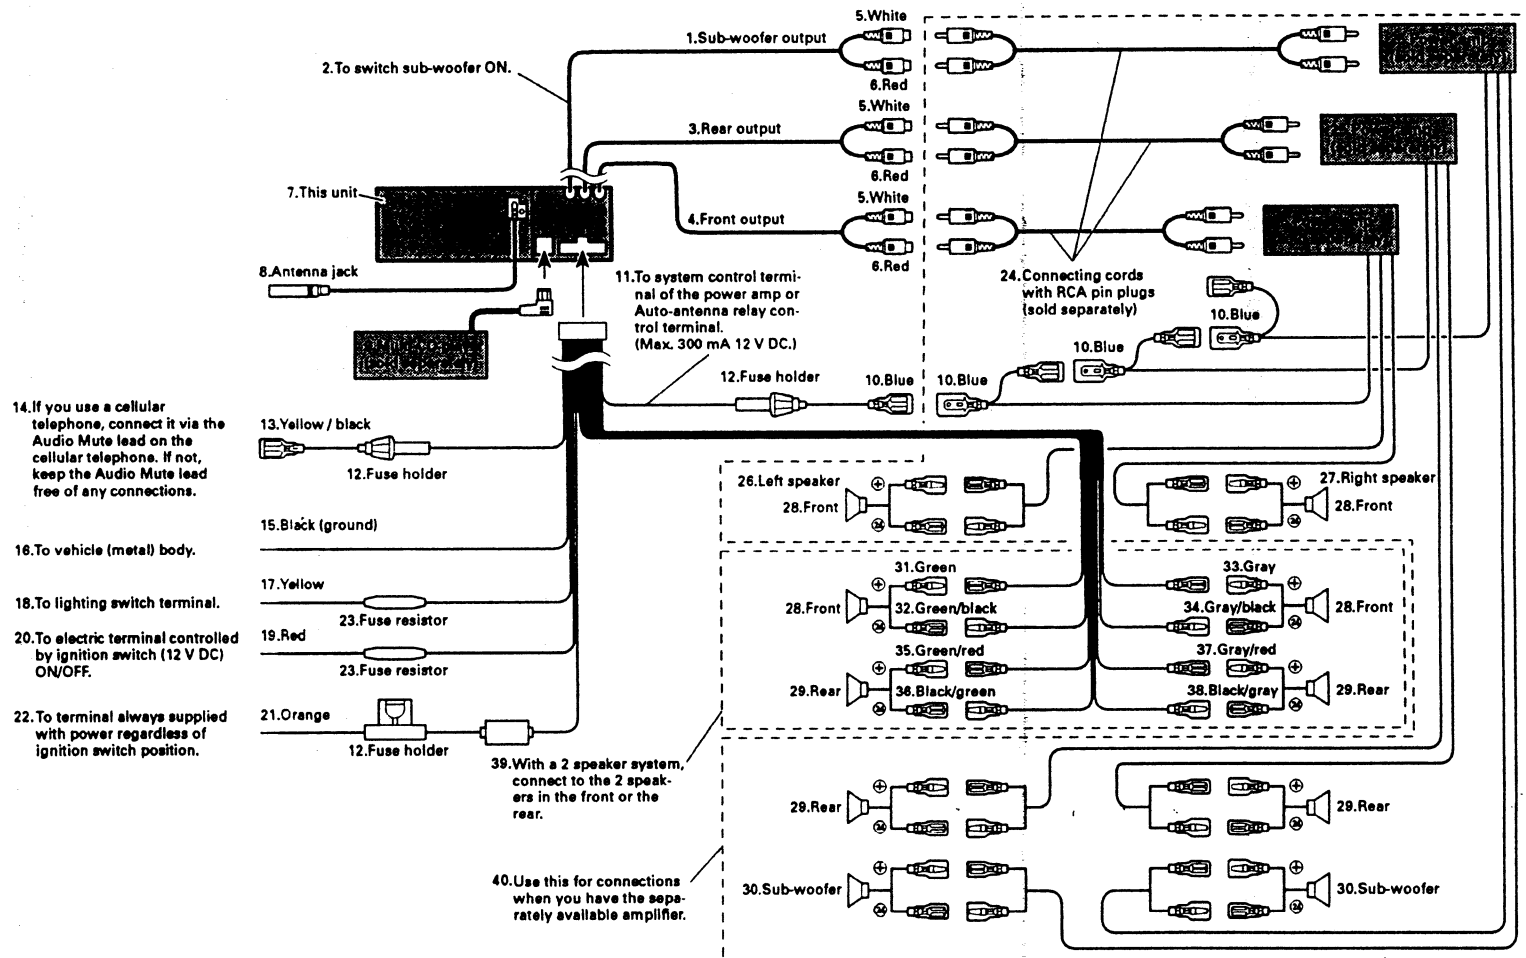 5.White
1.Sub-woofer output
2.To switch sub-woofer ON.
6.Red
5.White
3.Rear output
6.Red
7.This unit
5.White
4.Front output
6.Red
8.Antenna jack
11.To system control termi-
nal of the power amp or
Auto-antenna relay con-
trol terminal.
(Max. 300 mA 12 V DC.)
24.Connecting cords
with RCA pin plugs
(sold separately)
10.Blue
10.Blue
12.Fuse holder
10.Blue
10.Blue
14.If you use a cellular
telephone, connect it via the
Audio Mute lead on the
cellular telephone. If not,
keep the Audio Mute lead
free of any connections.
13.Yellow / black
12.Fuse holder
26.Left speaker
28.Front
27.Right speaker
28.Front
15.Black (ground)
16.To vehicle (metal) body.
17.Yellow
18.To lighting switch terminal.
23.Fuse resistor
19.Red
20.To electric terminal controlled
by ignition switch (12 V DC)
ON/OFF.
23.Fuse resistor
21.Orange
22.To terminal always supplied
with power regardless of
ignition switch position.
12.Fuse holder
31.Green
33.Gray
28.Front
32.Green/black
34.Gray/black
28.Front
35.Green/red
37.Gray/red
29.Rear
36.Black/green
38.Black/gray
29.Rear
39.With a 2 speaker system,
connect to the 2 speak-
ers in the front or the
rear.
29.Rear
29.Rear
40.Use this for connections
when you have the sepa-
rately available amplifier.
30.Sub-woofer
30.Sub-woofer